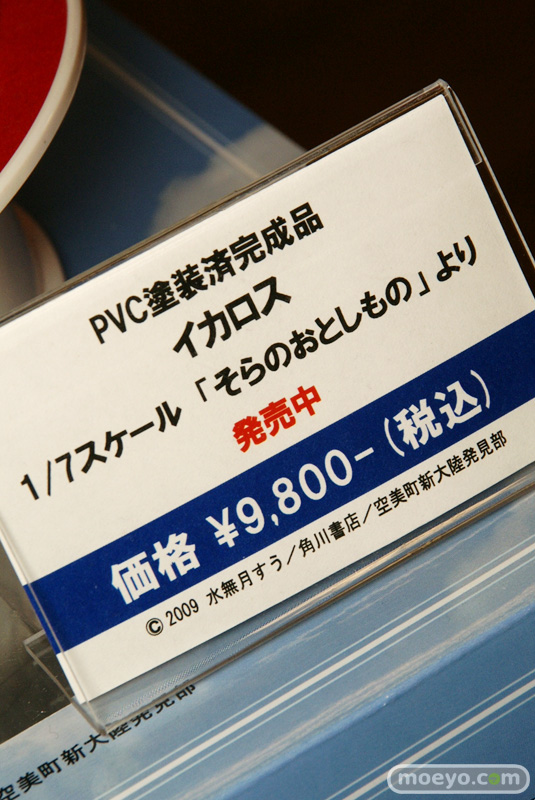 PVC塗装済完成品
イカロス
1/7スケール 「そらのおとしもの」より
発売中
価格 ¥9,800-(税込)
© 2009 水無月すう／角川書店／空美町新大陸発見部
空美町新大陸発見部
moeyo.com